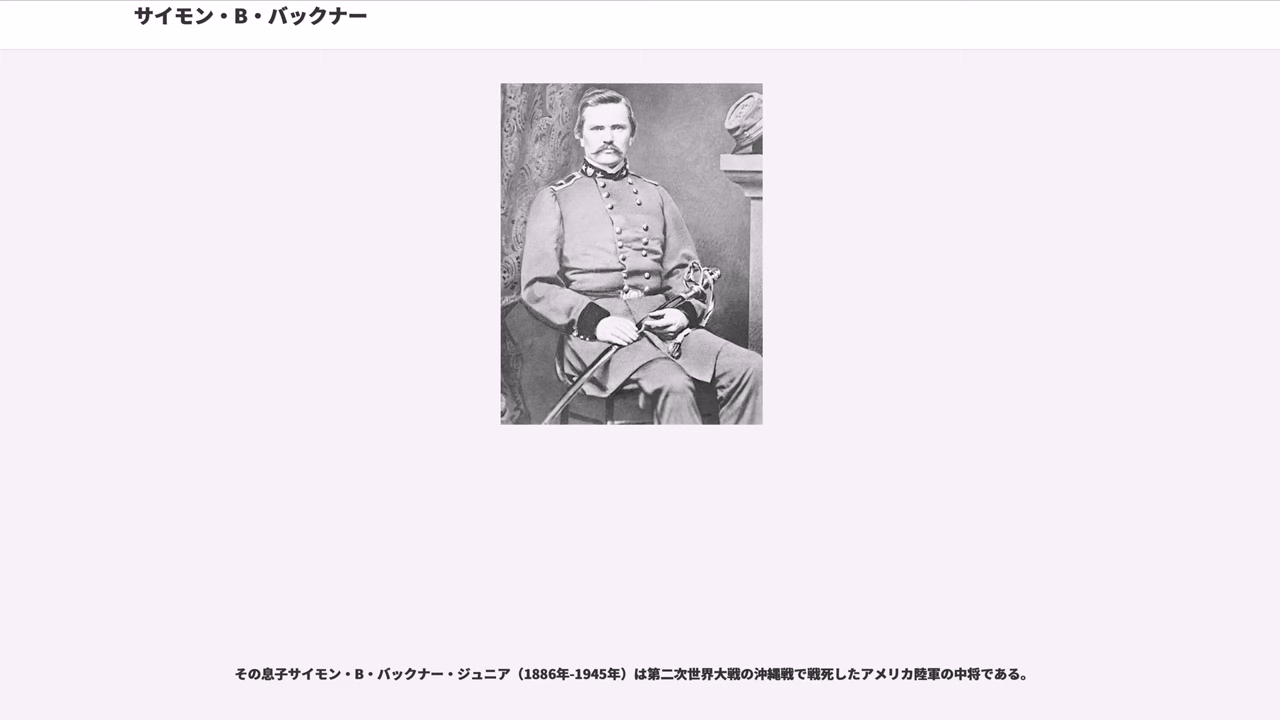 サイモン・B・バックナー
その息子サイモン・B・バックナー・ジュニア（1886年-1945年）は第二次世界大戦の沖縄戦で戦死したアメリカ陸軍の中将である。